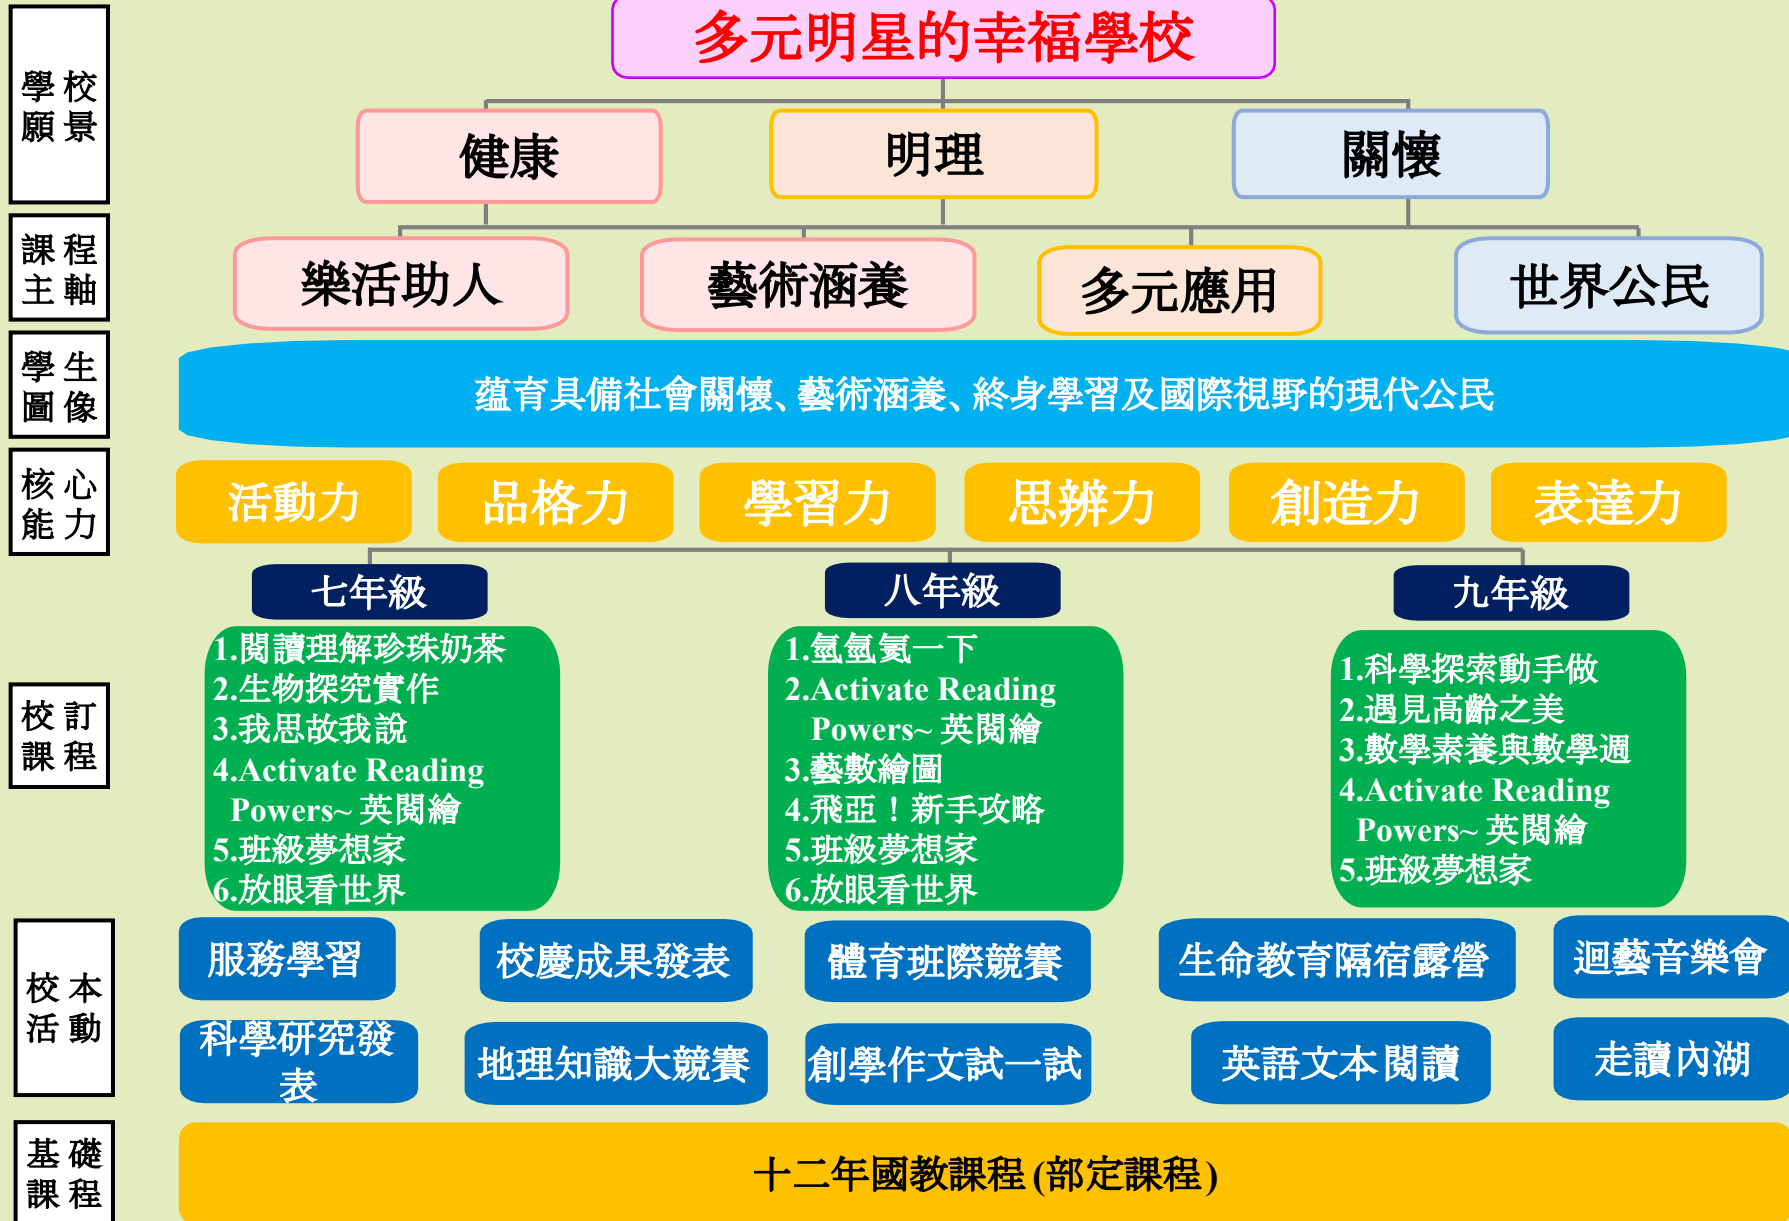 學校
願景
多元明星的幸福學校
健康
明理
關懷
課程
主軸
樂活助人
藝術涵養
多元應用
世界公民
學生
圖像
蘊育具備社會關懷、藝術涵養、終身學習及國際視野的現代公民
核心
能力
活動力
品格力
學習力
思辨力
創造力
表達力
校訂
課程
七年級
1.閱讀理解珍珠奶茶
2.生物探究實作
3.我思故我說
4.Activate Reading
Powers~ 英閱繪
5.班級夢想家
6.放眼看世界
八年級
1.氫氫氦一下
2.Activate Reading
Powers~ 英閱繪
3.藝數繪圖
4.飛亞！新手攻略
5.班級夢想家
6.放眼看世界
九年級
1.科學探索動手做
2.遇見高齡之美
3.數學素養與數學週
4.Activate Reading
Powers~ 英閱繪
5.班級夢想家
校本
活動
服務學習
校慶成果發表
體育班際競賽
生命教育隔宿露營
迴藝音樂會
科學研究發
表
地理知識大競賽
創學作文試一試
英語文本閱讀
走讀內湖
基礎
課程
十二年國教課程(部定課程)